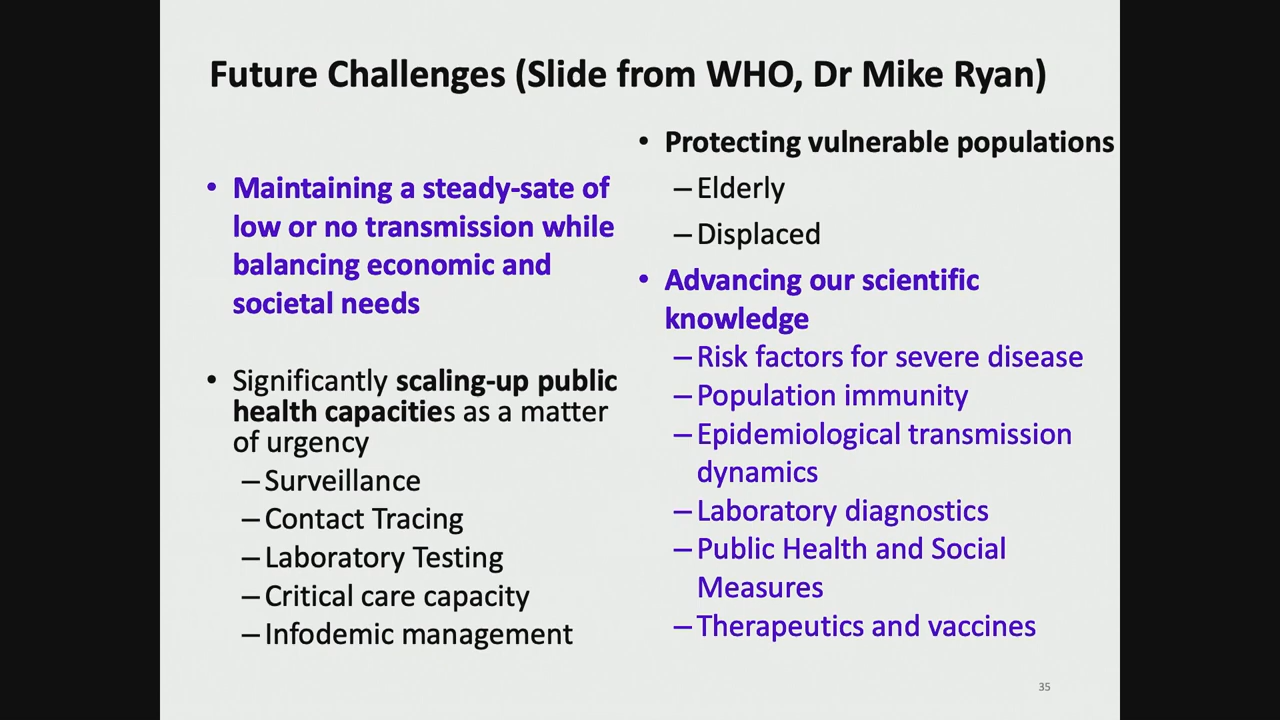 Future Challenges (Slide from WHO, Dr Mike Ryan)
• Maintaining a steady-sate of
low or no transmission while
balancing economic and
societal needs
• Significantly scaling-up public
health capacities as a matter
of urgency
– Surveillance
– Contact Tracing
– Laboratory Testing
– Critical care capacity
– Infodemic management
• Protecting vulnerable populations
– Elderly
– Displaced
• Advancing our scientific
knowledge
– Risk factors for severe disease
– Population immunity
– Epidemiological transmission
dynamics
– Laboratory diagnostics
– Public Health and Social
Measures
– Therapeutics and vaccines
35